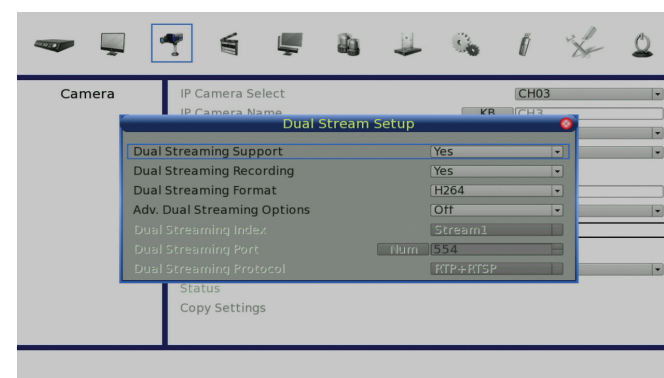 Camera
IP Camera Select CH03
IP Camera Name KB CH3
Dual Stream Setup
Dual Streaming Support Yes
Dual Streaming Recording Yes
Dual Streaming Format H264
Adv. Dual Streaming Options Off
Dual Streaming Index Stream1
Dual Streaming Port Num 554
Dual Streaming Protocol RTP+RTSP
Status
Copy Settings